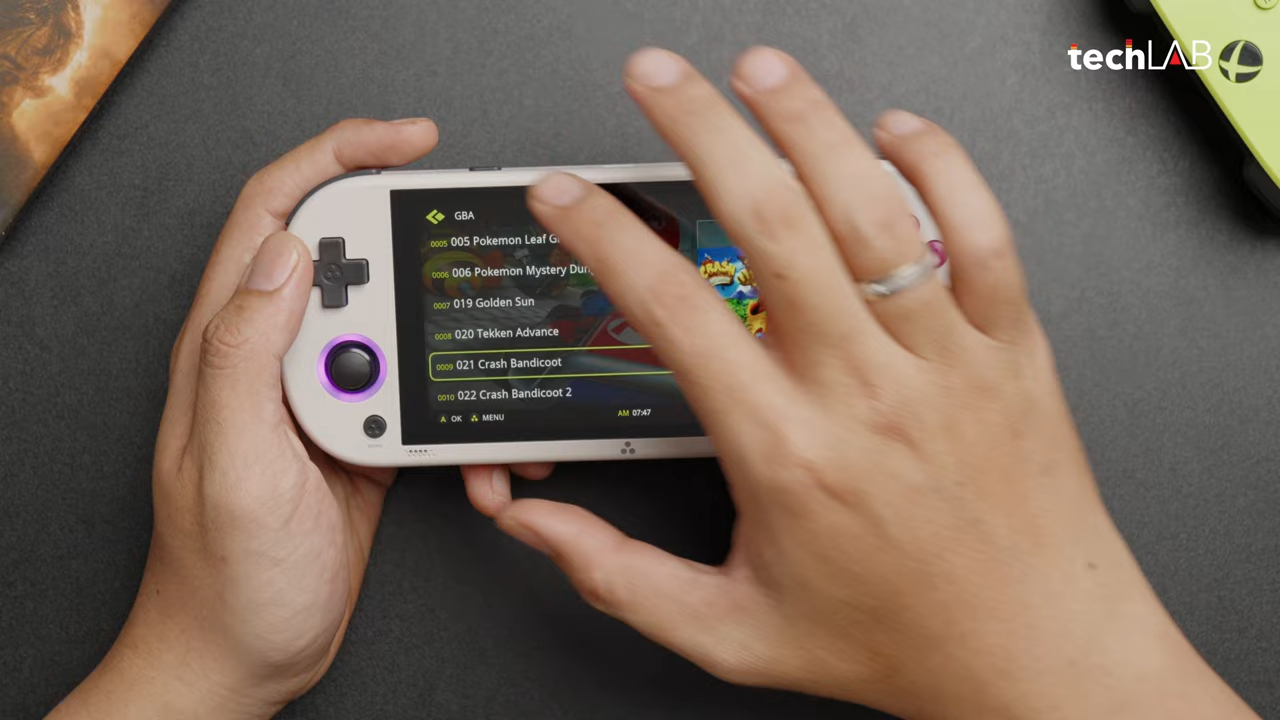 techLAB
GBA
0005 005 Pokemon Leaf
0006 006 Pokemon Mystery
0007 019 Golden Sun
0008 020 Tekken Advance
0009 021 Crash Bandicoot
0010 022 Crash Bandicoot 2
A OK MENU AM 07:47
CRASH